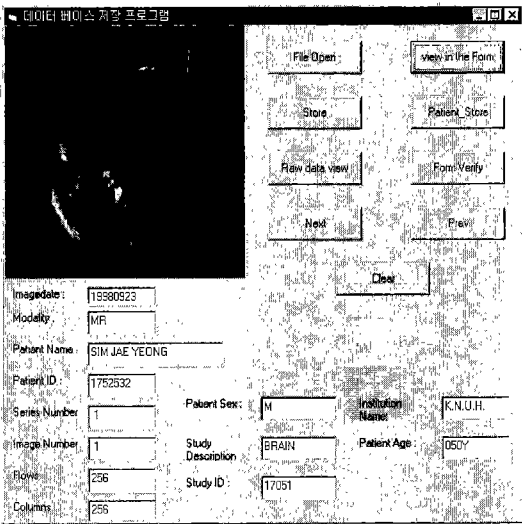 데이터 베이스 저장 프로그램
File Open
view in the Form
Store
Patient_Store
Raw data view
Form Verify
Next
Prev
Clear
Imagedate :
19980923
Modality :
MR
Patient Name :
SIM JAE YEONG
Patient ID :
1752532
Series Number
1
Patient Sex :
M
Institution
Name:
K.N.U.H.
Image Number
1
Study
Description
BRAIN
Patient Age :
050Y
Rows
256
Study ID :
17051
Columns
256